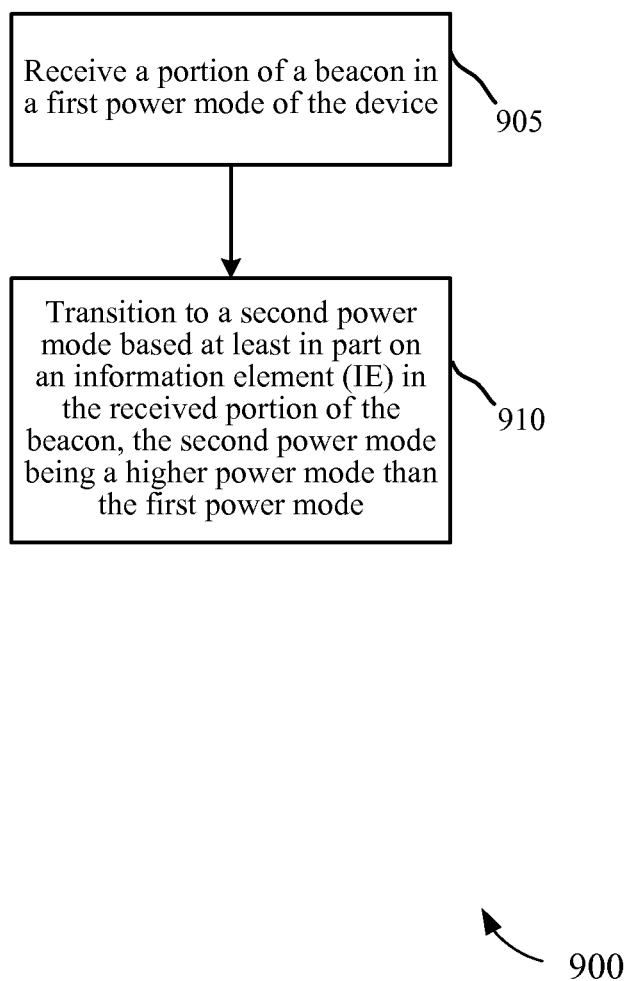 Receive a portion of a beacon in
a first power mode of the device
905
Transition to a second power
mode based at least in part on
an information element (IE) in
the received portion of the
beacon, the second power mode
being a higher power mode than
the first power mode
910
900